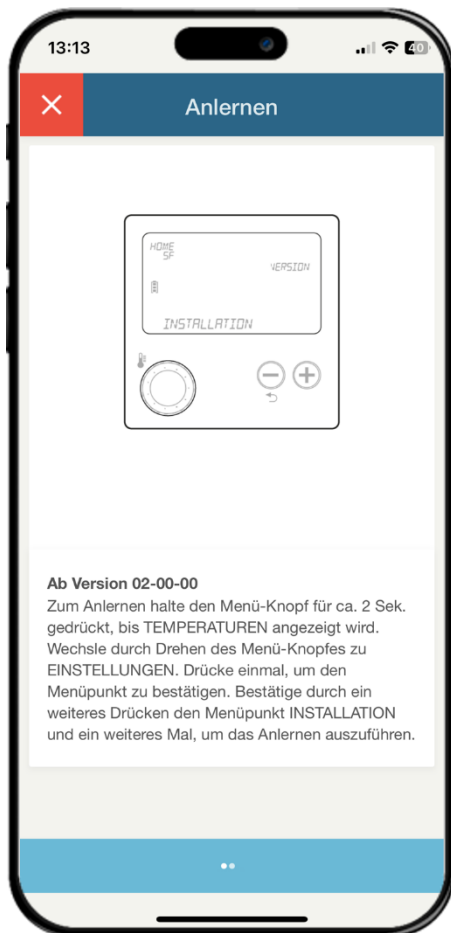 13:13
40
Anlernen
HOME
SF
VERSION
INSTALLATION
Ab Version 02-00-00
Zum Anlernen halte den Menü-Knopf für ca. 2 Sek.
gedrückt, bis TEMPERATUREN angezeigt wird.
Wechsle durch Drehen des Menü-Knopfes zu
EINSTELLUNGEN. Drücke einmal, um den
Menüpunkt zu bestätigen. Bestätige durch ein
weiteres Drücken den Menüpunkt INSTALLATION
und ein weiteres Mal, um das Anlernen auszuführen.